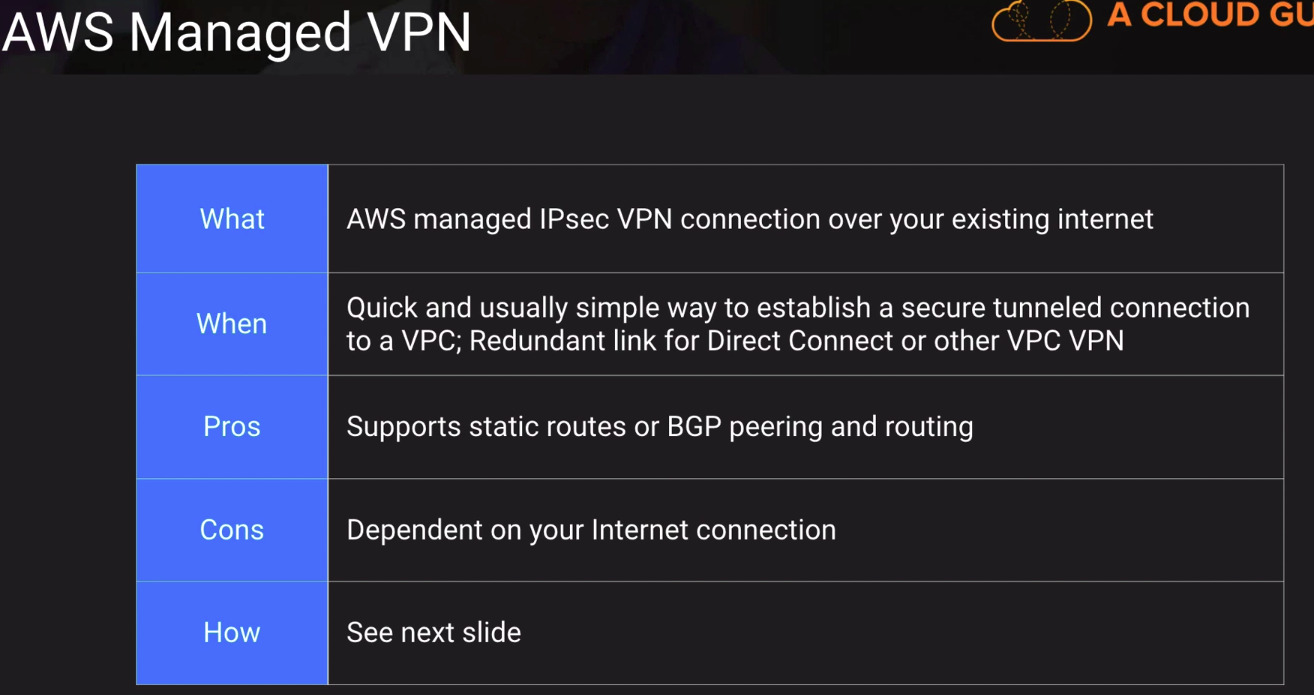 AWS Managed VPN
A CLOUD GU
What
AWS managed IPsec VPN connection over your existing internet
When
Quick and usually simple way to establish a secure tunneled connection
to a VPC; Redundant link for Direct Connect or other VPC VPN
Pros
Supports static routes or BGP peering and routing
Cons
Dependent on your Internet connection
How
See next slide